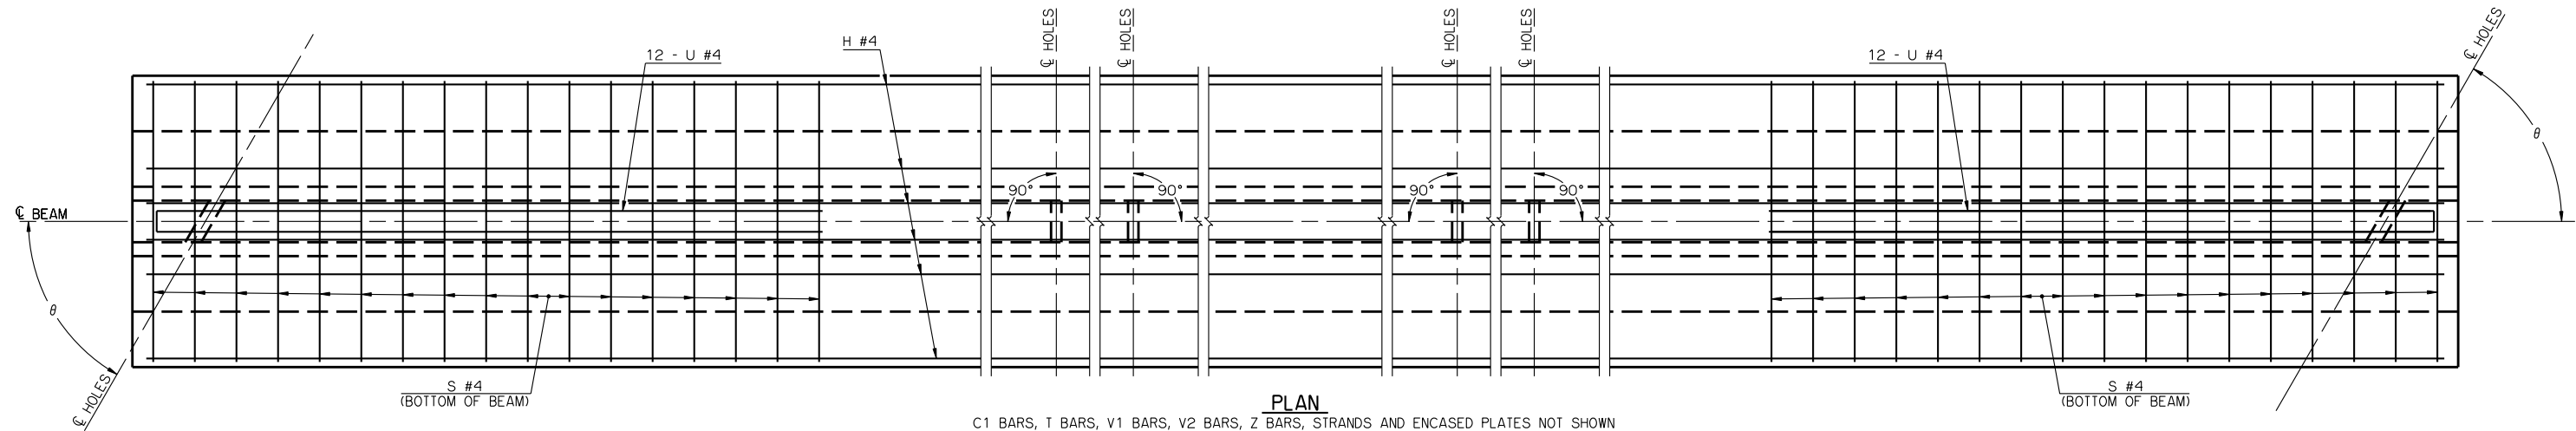 ℄ HOLES
℄ HOLES
℄ HOLES
℄ HOLES
℄ HOLES
12 - U #4
H #4
12 - U #4
θ
90°
90°
90°
90°
℄ BEAM
θ
℄ HOLES
S #4
(BOTTOM OF BEAM)
S #4
(BOTTOM OF BEAM)
PLAN
C1 BARS, T BARS, V1 BARS, V2 BARS, Z BARS, STRANDS AND ENCASED PLATES NOT SHOWN